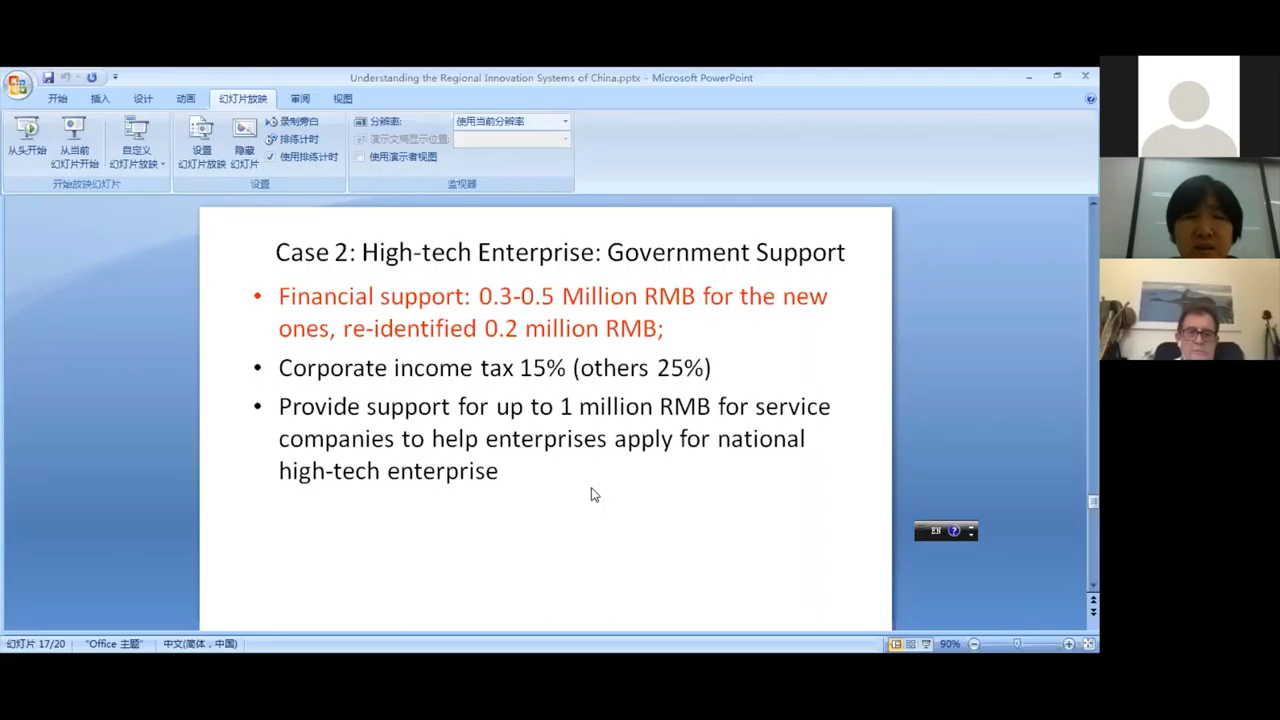 Understanding the Regional Innovation Systems of China.pptx - Microsoft PowerPoint
开始 插入 设计 动画 幻灯片放映 审阅 视图
从头开始
从当前
幻灯片开始
自定义
幻灯片放映
开始放映幻灯片
设置
幻灯片放映
隐藏
幻灯片
录制旁白
排练计时
使用排练计时
设置
分辨率: 使用当前分辨率
演示文稿显示位置:
使用演示者视图
监视器
Case 2: High-tech Enterprise: Government Support
• Financial support: 0.3-0.5 Million RMB for the new
ones, re-identified 0.2 million RMB;
• Corporate income tax 15% (others 25%)
• Provide support for up to 1 million RMB for service
companies to help enterprises apply for national
high-tech enterprise
EN
幻灯片 17/20 "Office 主题" 中文(简体，中国) 90%